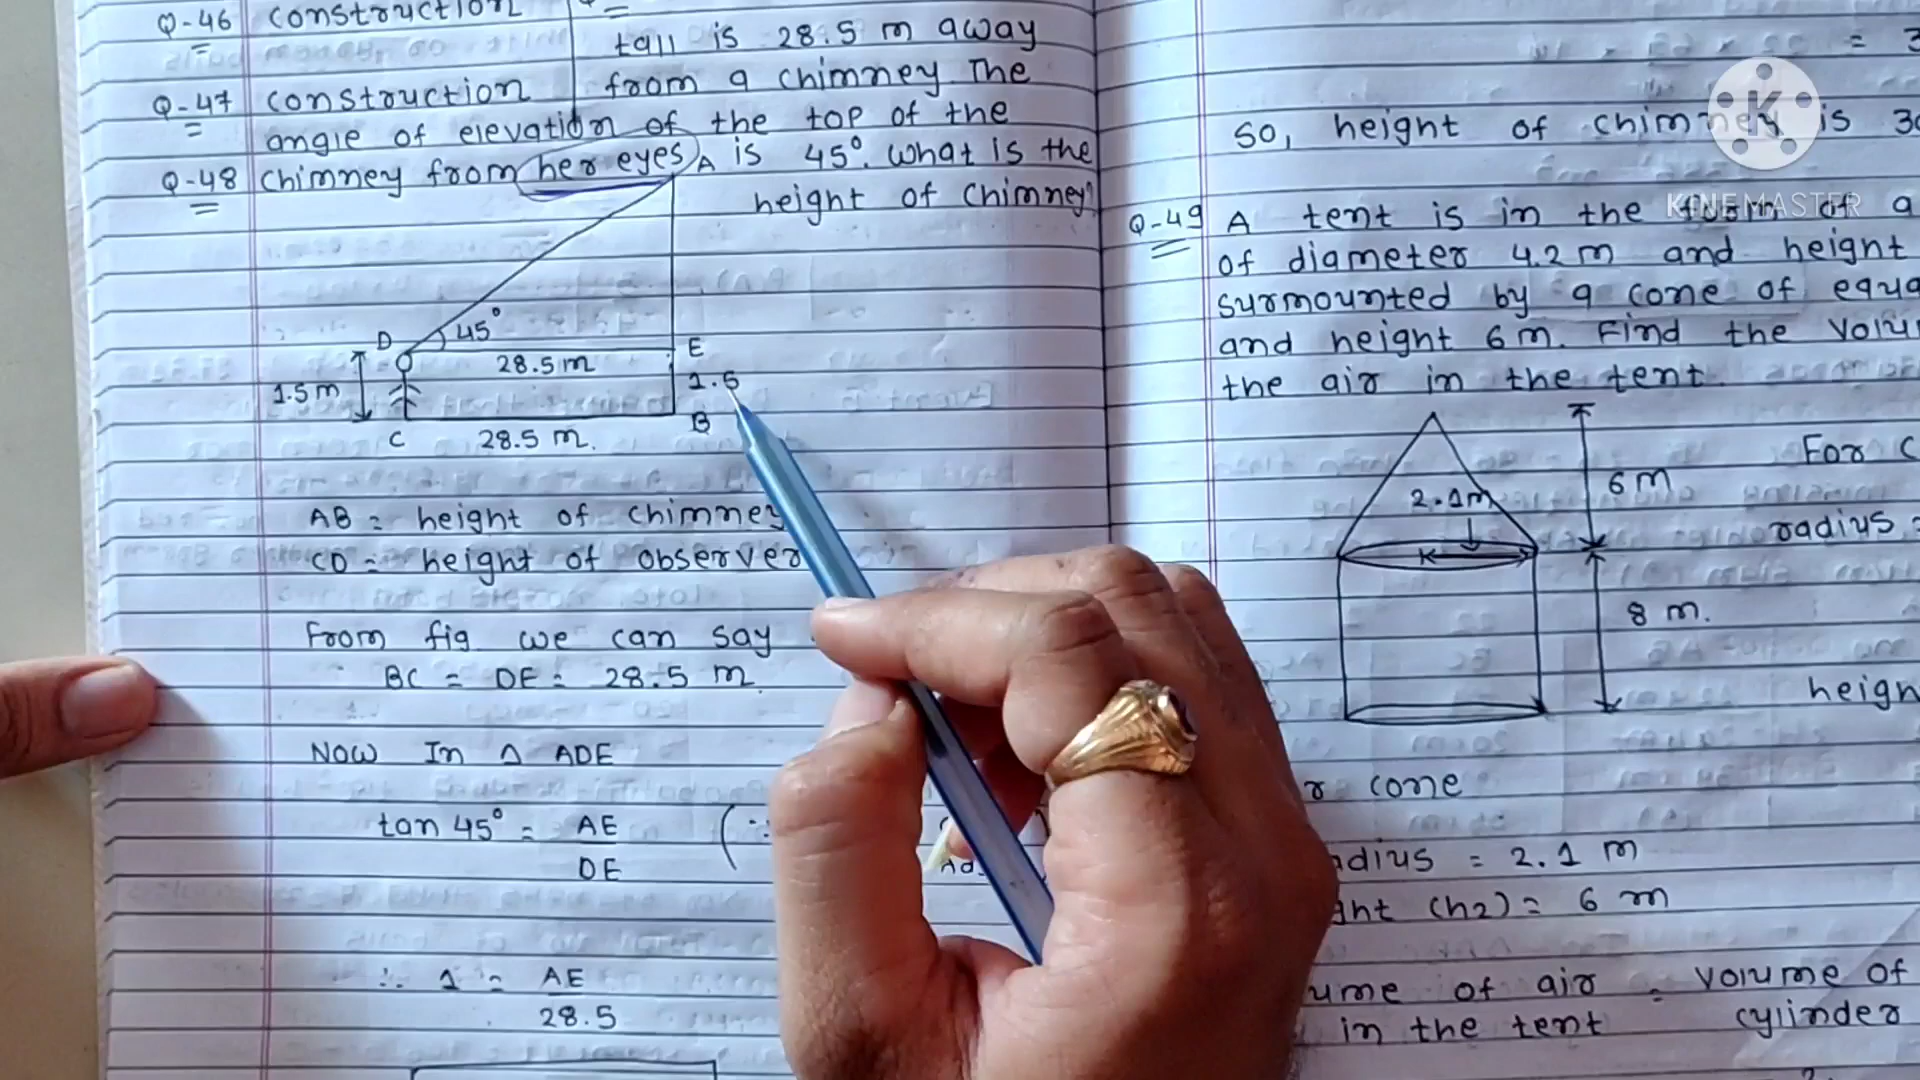 Q-46 construction
tall is 28.5 m away
Q-47 construction from a chimney The
angle of elevation of the top of the
Q-48 chimney from her eyes A is 45°. what is the
height of chimney?
D 45°
E
28.5 m
1.5 m
1.5
B
C 28.5 m.
AB = height of chimney
CD = height of observer
From fig we can say
BC = DE = 28.5 m
Now In △ ADE
tan 45° = AE
DE
∴ 1 = AE
28.5
= 3
So, height of chimney is 30
Q-49 A tent is in the form of a
of diameter 4.2 m and height
surmounted by a cone of equa
and height 6 m. Find the volu
the air in the tent.
6 m
For C
2.1m
radius =
8 m.
heigh
r cone
adius = 2.1 m
ght (h2) = 6 m
ume of air = volume of
in the tent cylinder
K
KINEMASTER